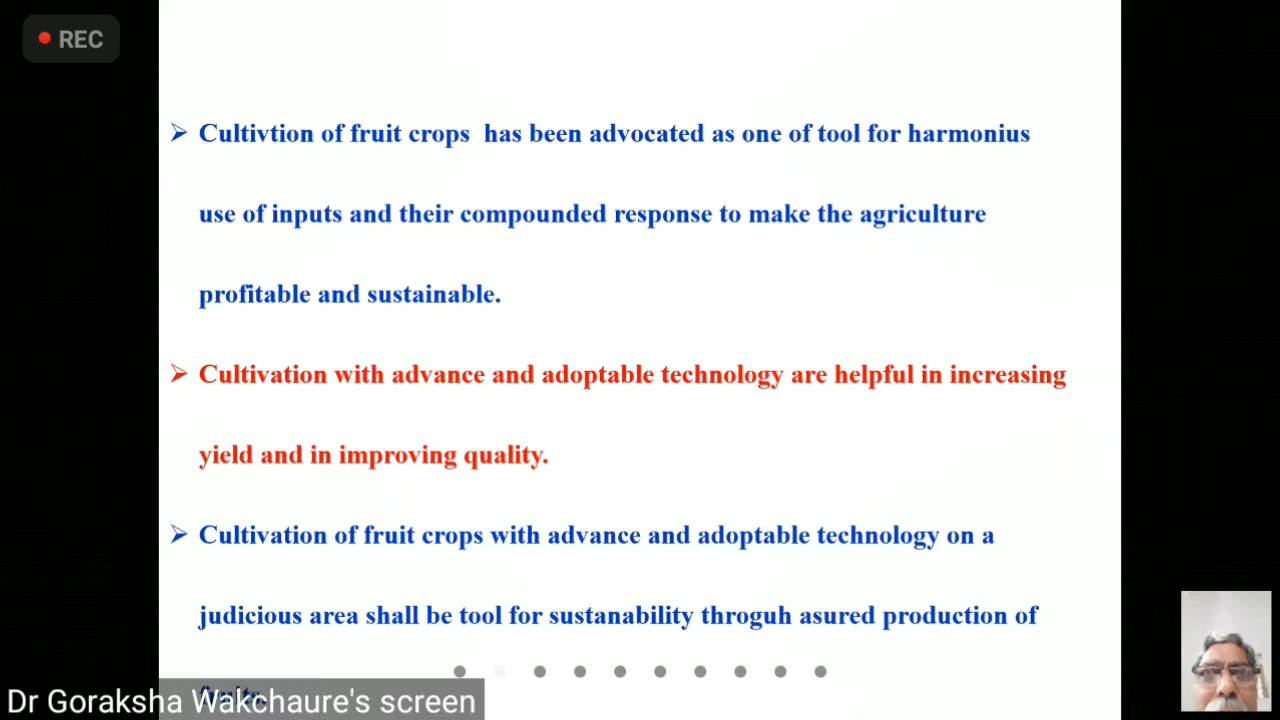 REC
Cultivtion of fruit crops has been advocated as one of tool for harmonius
use of inputs and their compounded response to make the agriculture
profitable and sustainable.
Cultivation with advance and adoptable technology are helpful in increasing
yield and in improving quality.
Cultivation of fruit crops with advance and adoptable technology on a
judicious area shall be tool for sustanability throguh asured production of
Dr Goraksha Wakchaure's screen